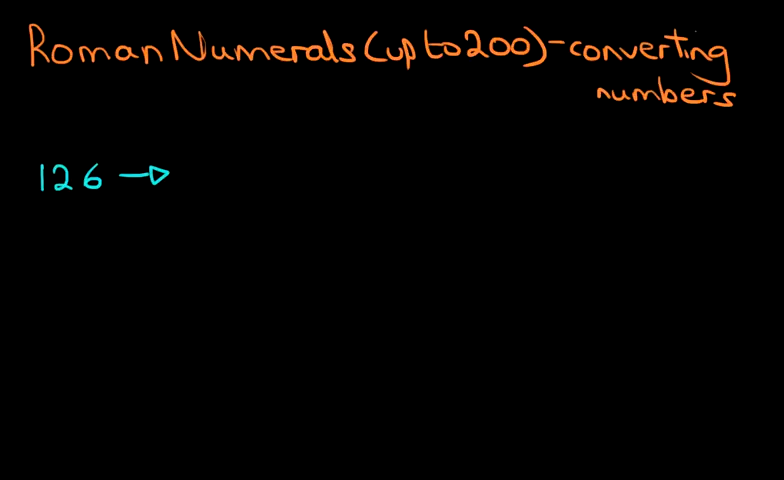 Roman Numerals (up to 200) - converting
numbers
126 →